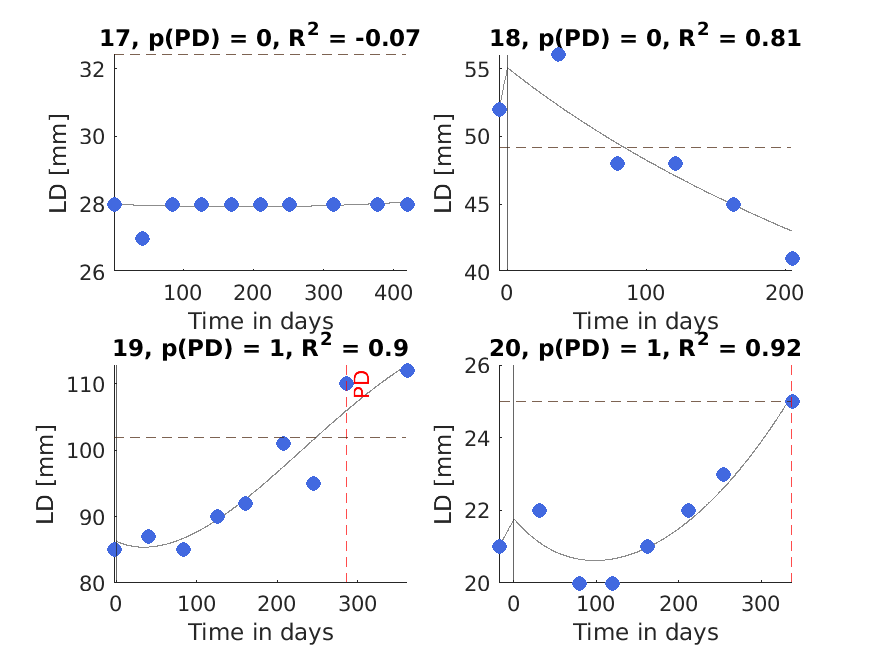 17, p(PD) = 0, R² = -0.07
32
30
28
26
LD [mm]
100 200 300 400
Time in days
18, p(PD) = 0, R² = 0.81
55
50
45
40
LD [mm]
0 100 200
Time in days
19, p(PD) = 1, R² = 0.9
110
100
90
80
LD [mm]
PD
0 100 200 300
Time in days
20, p(PD) = 1, R² = 0.92
26
24
22
20
LD [mm]
0 100 200 300
Time in days